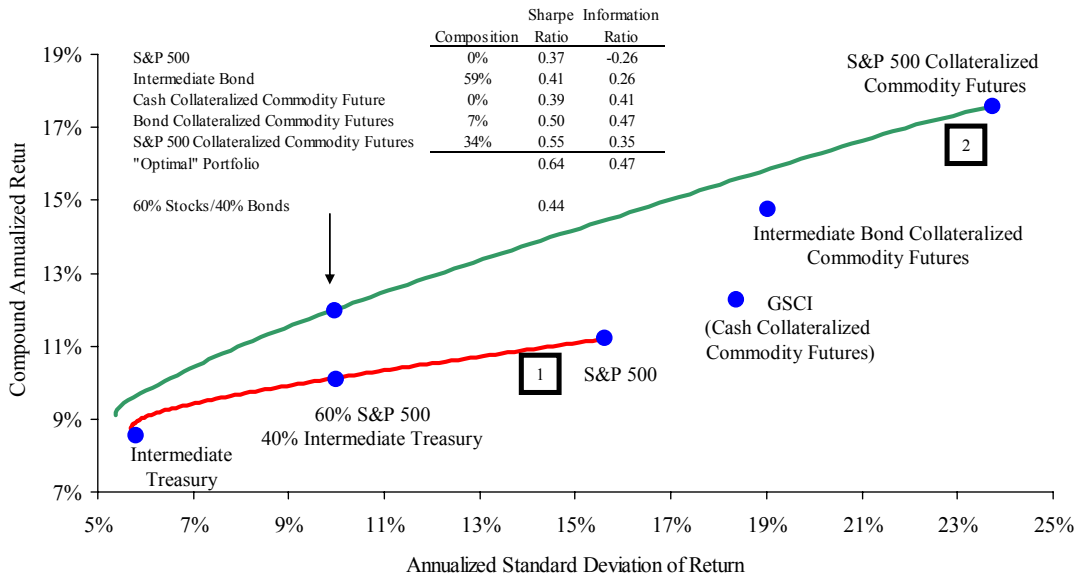 Sharpe Information
Composition Ratio Ratio
S&P 500 0% 0.37 -0.26
Intermediate Bond 59% 0.41 0.26
Cash Collateralized Commodity Future 0% 0.39 0.41
Bond Collateralized Commodity Futures 7% 0.50 0.47
S&P 500 Collateralized Commodity Futures 34% 0.55 0.35
"Optimal" Portfolio 0.64 0.47
60% Stocks/40% Bonds 0.44
Compound Annualized Retur
19%
17%
15%
13%
11%
9%
7%
S&P 500 Collateralized
Commodity Futures
2
Intermediate Bond Collateralized
Commodity Futures
GSCI
(Cash Collateralized
Commodity Futures)
1
S&P 500
60% S&P 500
40% Intermediate Treasury
Intermediate
Treasury
5% 7% 9% 11% 13% 15% 17% 19% 21% 23% 25%
Annualized Standard Deviation of Return